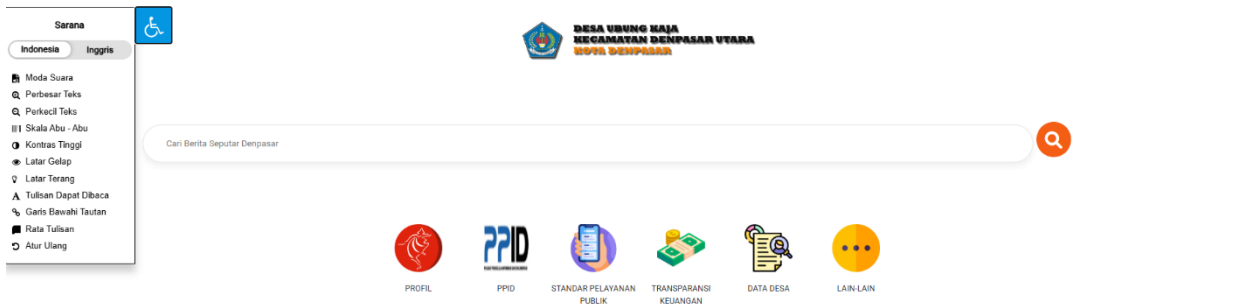 Sarana
Indonesia Inggris
Moda Suara
Perbesar Teks
Perkecil Teks
Skala Abu - Abu
Kontras Tinggi
Latar Gelap
Latar Terang
Tulisan Dapat Dibaca
Garis Bawahi Tautan
Rata Tulisan
Atur Ulang
DESA UBUNG KAJA
KECAMATAN DENPASAR UTARA
KOTA DENPASAR
Cari Berita Seputar Denpasar
PPID
PROFIL
PPID
STANDAR PELAYANAN
PUBLIK
TRANSPARANSI
KEUANGAN
DATA DESA
LAIN-LAIN